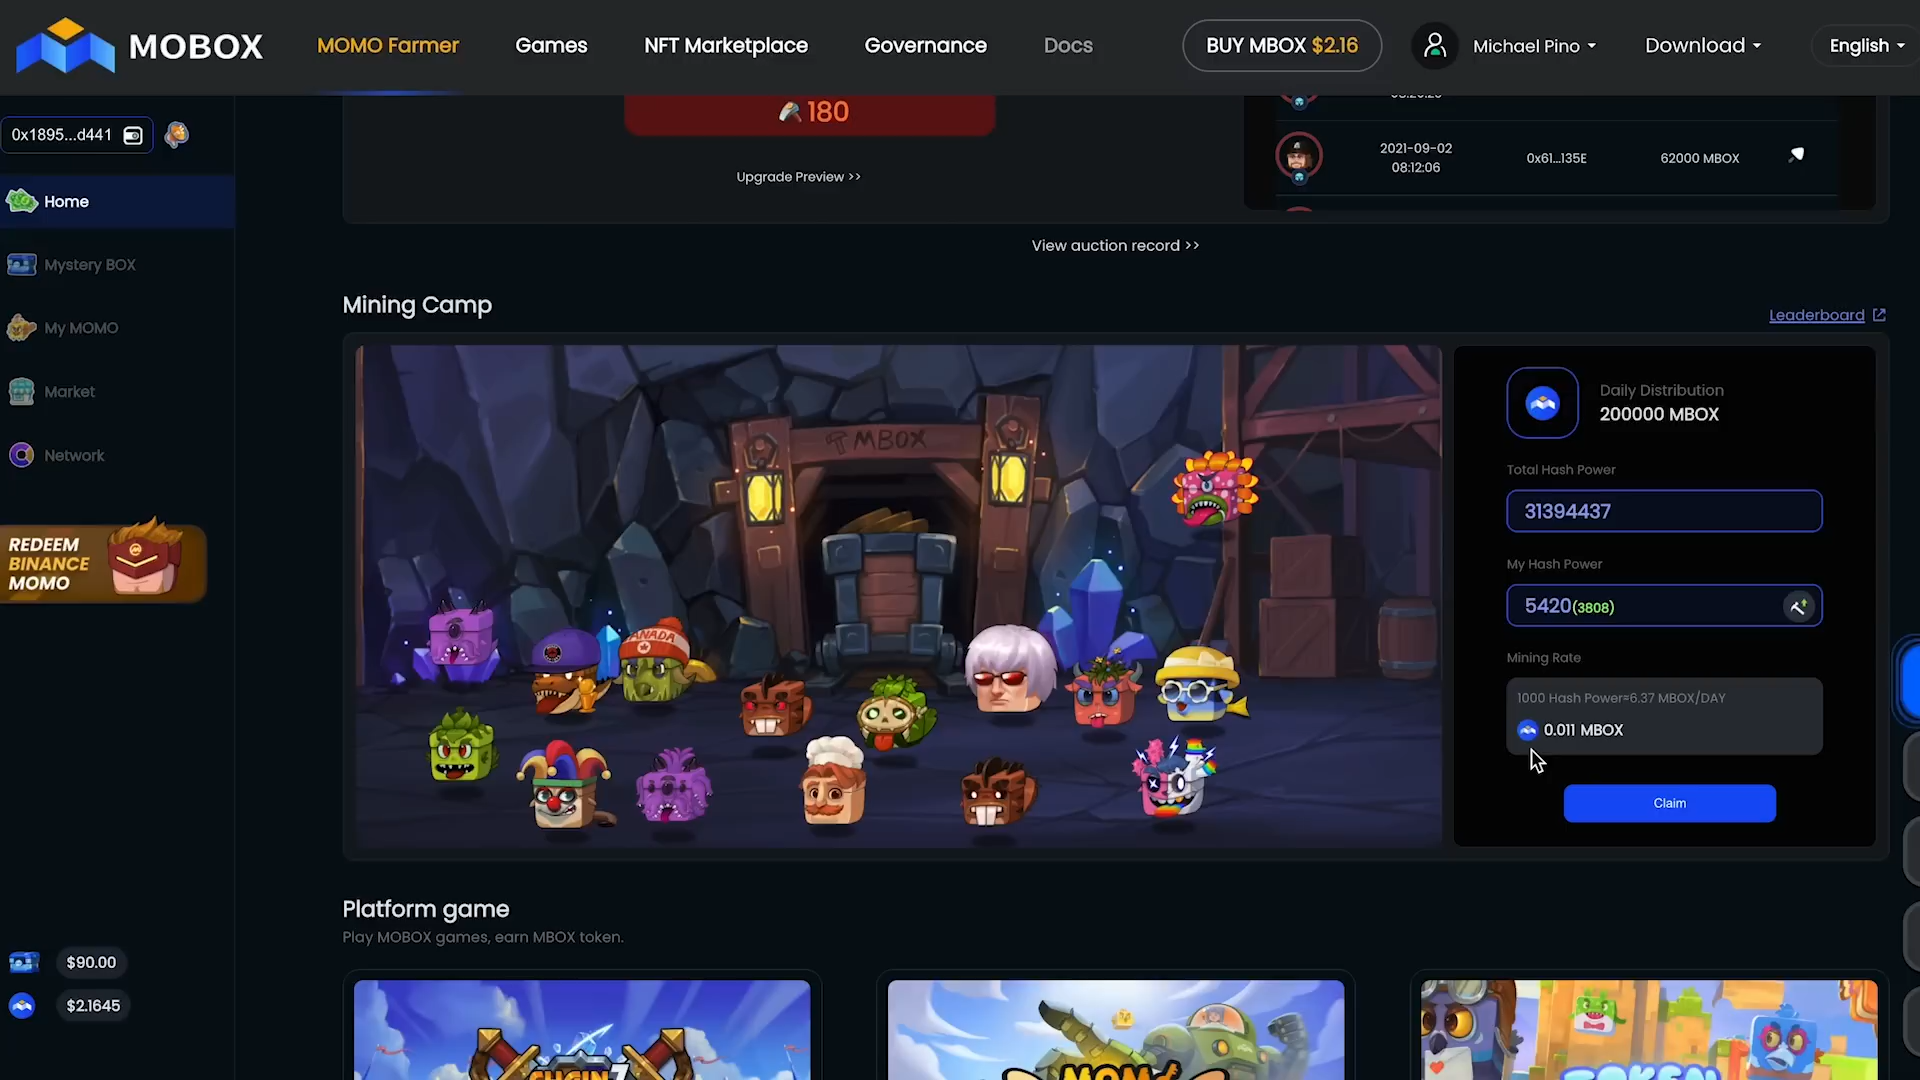 MOBOX
MOMO Farmer
Games
NFT Marketplace
Governance
Docs
BUY MBOX $2.16
Michael Pino
Download
English
0x1895...d441
Home
Mystery BOX
My MOMO
Market
Network
REDEEM
BINANCE
MOMO
$90.00
$2.1645
180
Upgrade Preview >>
2021-09-02
08:12:06
0x61...135E
62000 MBOX
View auction record >>
Mining Camp
Leaderboard
MBOX
CANADA
Daily Distribution
200000 MBOX
Total Hash Power
31394437
My Hash Power
5420(3808)
Mining Rate
1000 Hash Power=6.37 MBOX/DAY
0.011 MBOX
Claim
Platform game
Play MOBOX games, earn MBOX token.
TOKEN